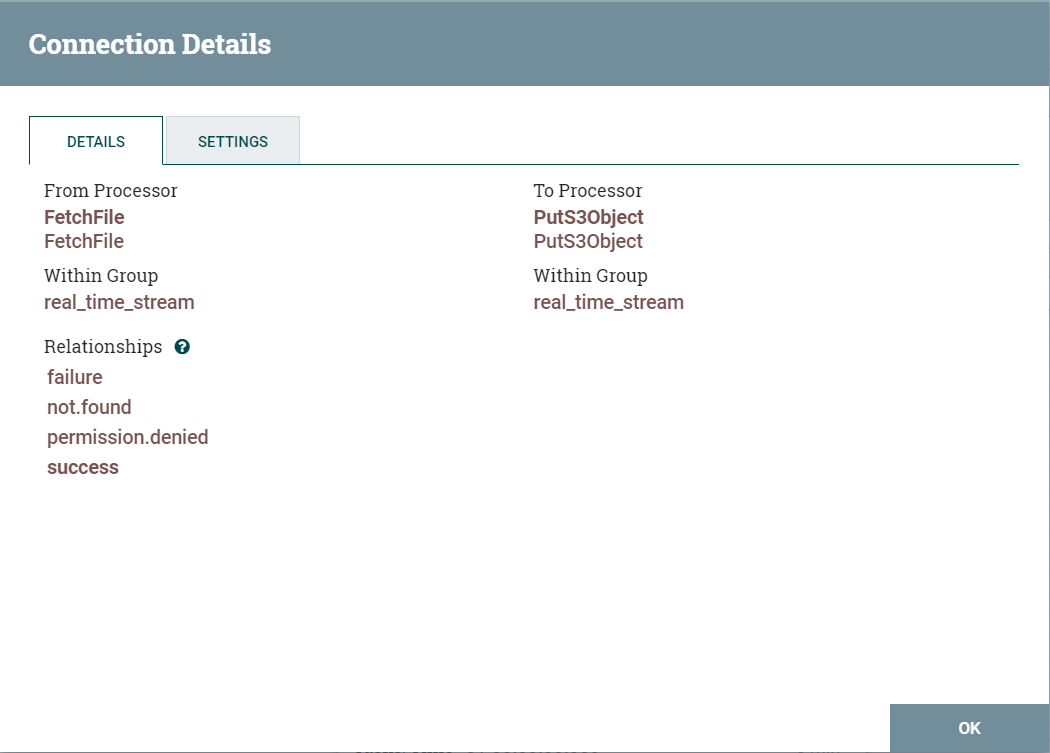 Connection Details
DETAILS
SETTINGS
From Processor
FetchFile
FetchFile
Within Group
real_time_stream
To Processor
PutS3Object
PutS3Object
Within Group
real_time_stream
Relationships ?
failure
not.found
permission.denied
success
OK